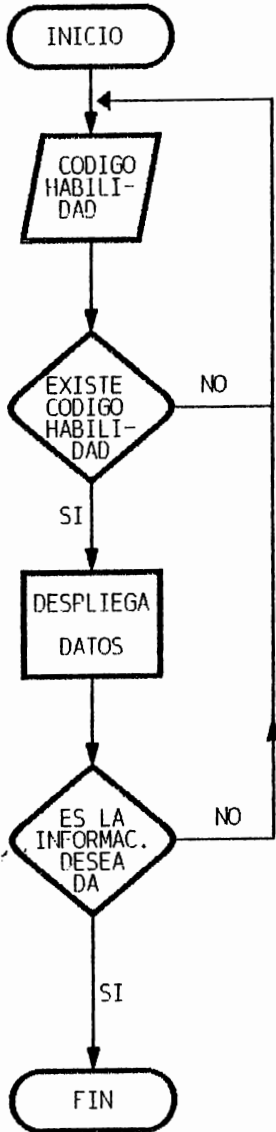 INICIO
CODIGO
HABILI-
DAD
EXISTE
CODIGO
HABILI-
DAD
NO
SI
DESPLIEGA
DATOS
ES LA
INFORMAC.
DESEA
DA
NO
SI
FIN